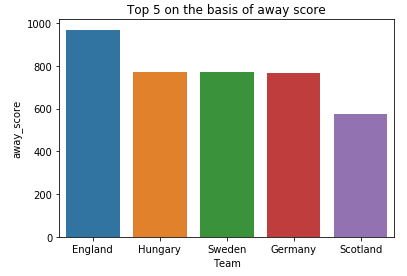 Top 5 on the basis of away score
1000
800
600
400
200
0
away_score
England Hungary Sweden Germany Scotland
Team